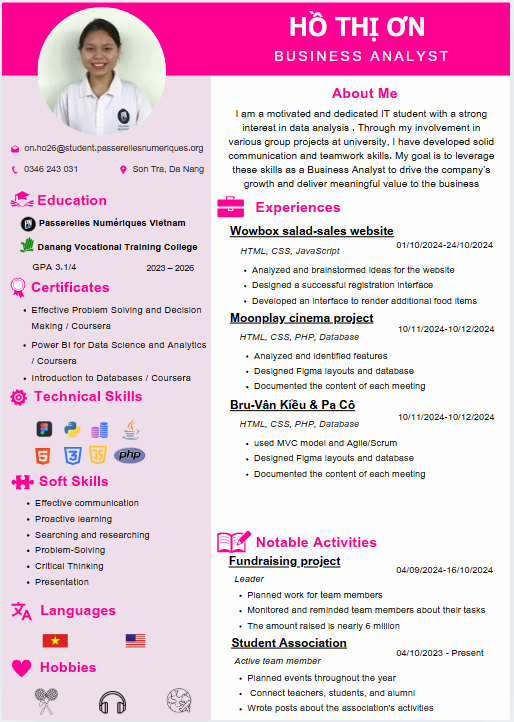 HỒ THỊ ƠN
BUSINESS ANALYST
on.ho26@student.passerellesnumeriques.org
0346 243 031
Son Tra, Da Nang
Education
Passerelles Numériques Vietnam
Danang Vocational Training College
GPA 3.1/4
2023 – 2026
Certificates
• Effective Problem Solving and Decision
Making / Coursera
• Power BI for Data Science and Analytics
/ Coursera
• Introduction to Databases / Coursera
Technical Skills
5
3
JS
php
Soft Skills
• Effective communication
• Proactive learning
• Searching and researching
• Problem-Solving
• Critical Thinking
• Presentation
Languages
Hobbies
About Me
I am a motivated and dedicated IT student with a strong
interest in data analysis . Through my involvement in
various group projects at university, I have developed solid
communication and teamwork skills. My goal is to leverage
these skills as a Business Analyst to drive the company's
growth and deliver meaningful value to the business
Experiences
Wowbox salad-sales website
01/10/2024-24/10/2024
HTML, CSS, JavaScript
• Analyzed and brainstormed ideas for the website
• Designed a successful registration interface
• Developed an interface to render additional food items
Moonplay cinema project
10/11/2024-10/12/2024
HTML, CSS, PHP, Database
• Analyzed and identified features
• Designed Figma layouts and database
• Documented the content of each meeting
Bru-Vân Kiều & Pa Cô
10/11/2024-10/12/2024
HTML, CSS, PHP, Database
• used MVC model and Agile/Scrum
• Designed Figma layouts and database
• Documented the content of each meeting
Notable Activities
Fundraising project
04/09/2024-16/10/2024
Leader
• Planned work for team members
• Monitored and reminded team members about their tasks
• The amount raised is nearly 6 million
Student Association
04/10/2023 - Present
Active team member
• Planned events throughout the year
• Connect teachers, students, and alumni
• Wrote posts about the association's activities